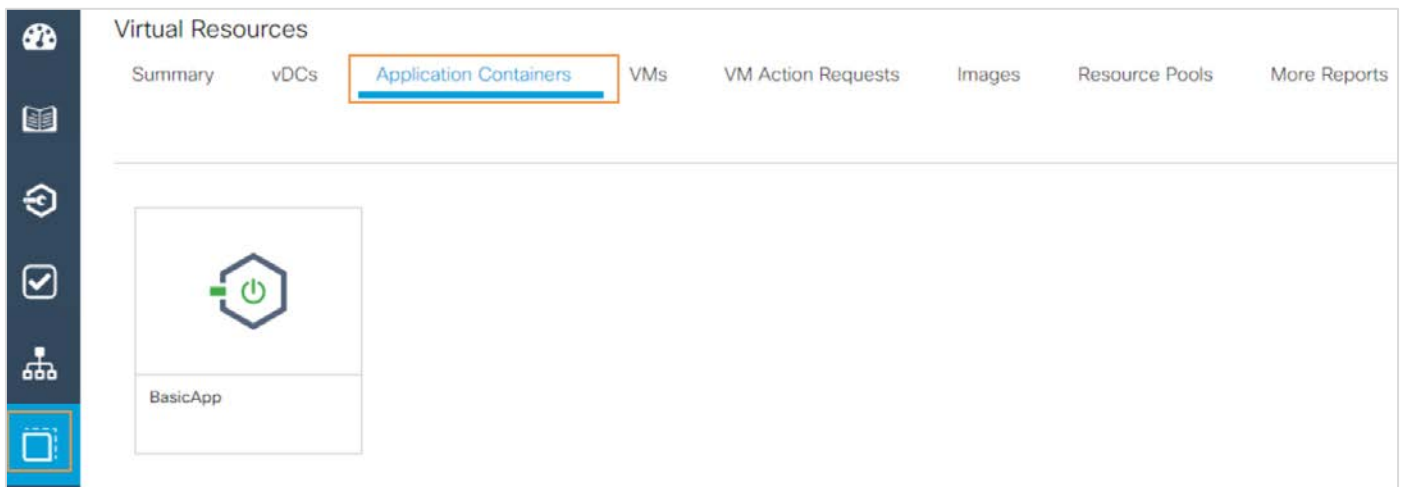 Virtual Resources
Summary vDCs Application Containers VMs VM Action Requests Images Resource Pools More Reports
BasicApp